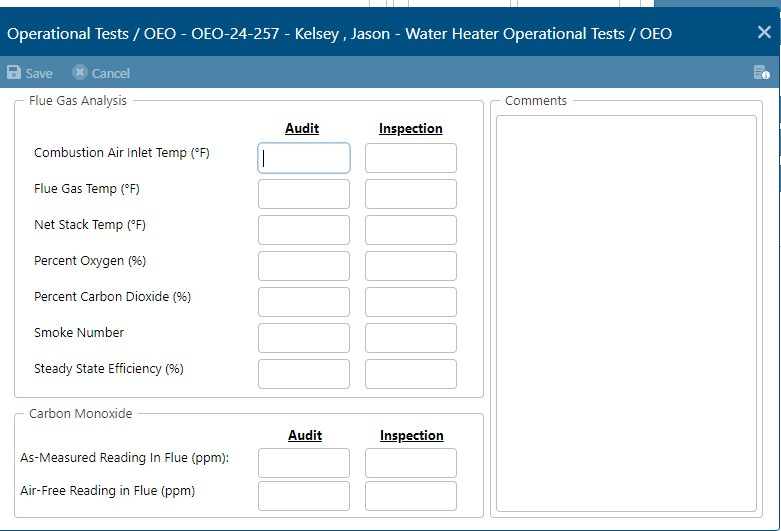 Operational Tests / OEO - OEO-24-257 - Kelsey , Jason - Water Heater Operational Tests / OEO
Save Cancel
Flue Gas Analysis
Audit Inspection
Combustion Air Inlet Temp (°F)
Flue Gas Temp (°F)
Net Stack Temp (°F)
Percent Oxygen (%)
Percent Carbon Dioxide (%)
Smoke Number
Steady State Efficiency (%)
Carbon Monoxide
Audit Inspection
As-Measured Reading In Flue (ppm):
Air-Free Reading in Flue (ppm)
Comments